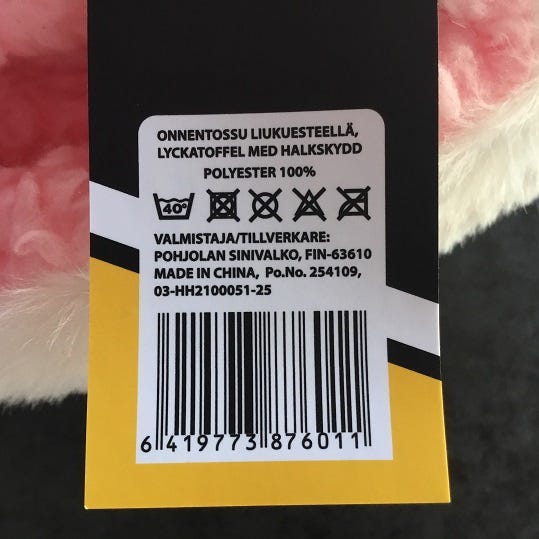 ONNENTOSSU LIUKUESTEELLÄ,
LYCKATOFFEL MED HALKSKYDD
POLYESTER 100%
40°
VALMISTAJA/TILLVERKARE:
POHJOLAN SINIVALKO, FIN-63610
MADE IN CHINA, Po.No. 254109,
03-HH2100051-25
6 419773 876011